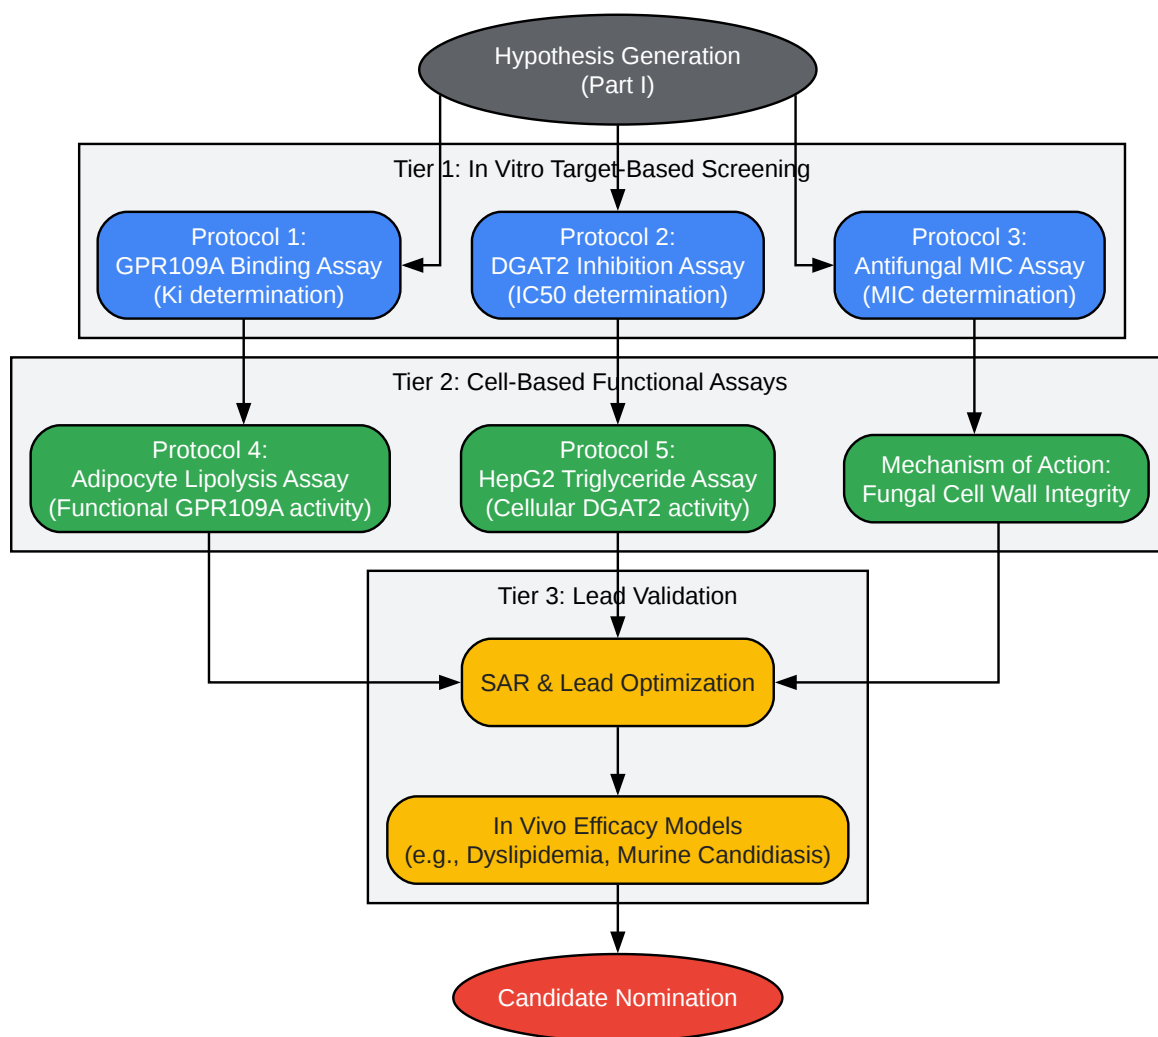 Hypothesis Generation
(Part I)
Tier 1: In Vitro Target-Based Screening
Protocol 1:
GPR109A Binding Assay
(Ki determination)
Protocol 2:
DGAT2 Inhibition Assay
(IC50 determination)
Protocol 3:
Antifungal MIC Assay
(MIC determination)
Tier 2: Cell-Based Functional Assays
Protocol 4:
Adipocyte Lipolysis Assay
(Functional GPR109A activity)
Protocol 5:
HepG2 Triglyceride Assay
(Cellular DGAT2 activity)
Mechanism of Action:
Fungal Cell Wall Integrity
Tier 3: Lead Validation
SAR & Lead Optimization
In Vivo Efficacy Models
(e.g., Dyslipidemia, Murine Candidiasis)
Candidate Nomination